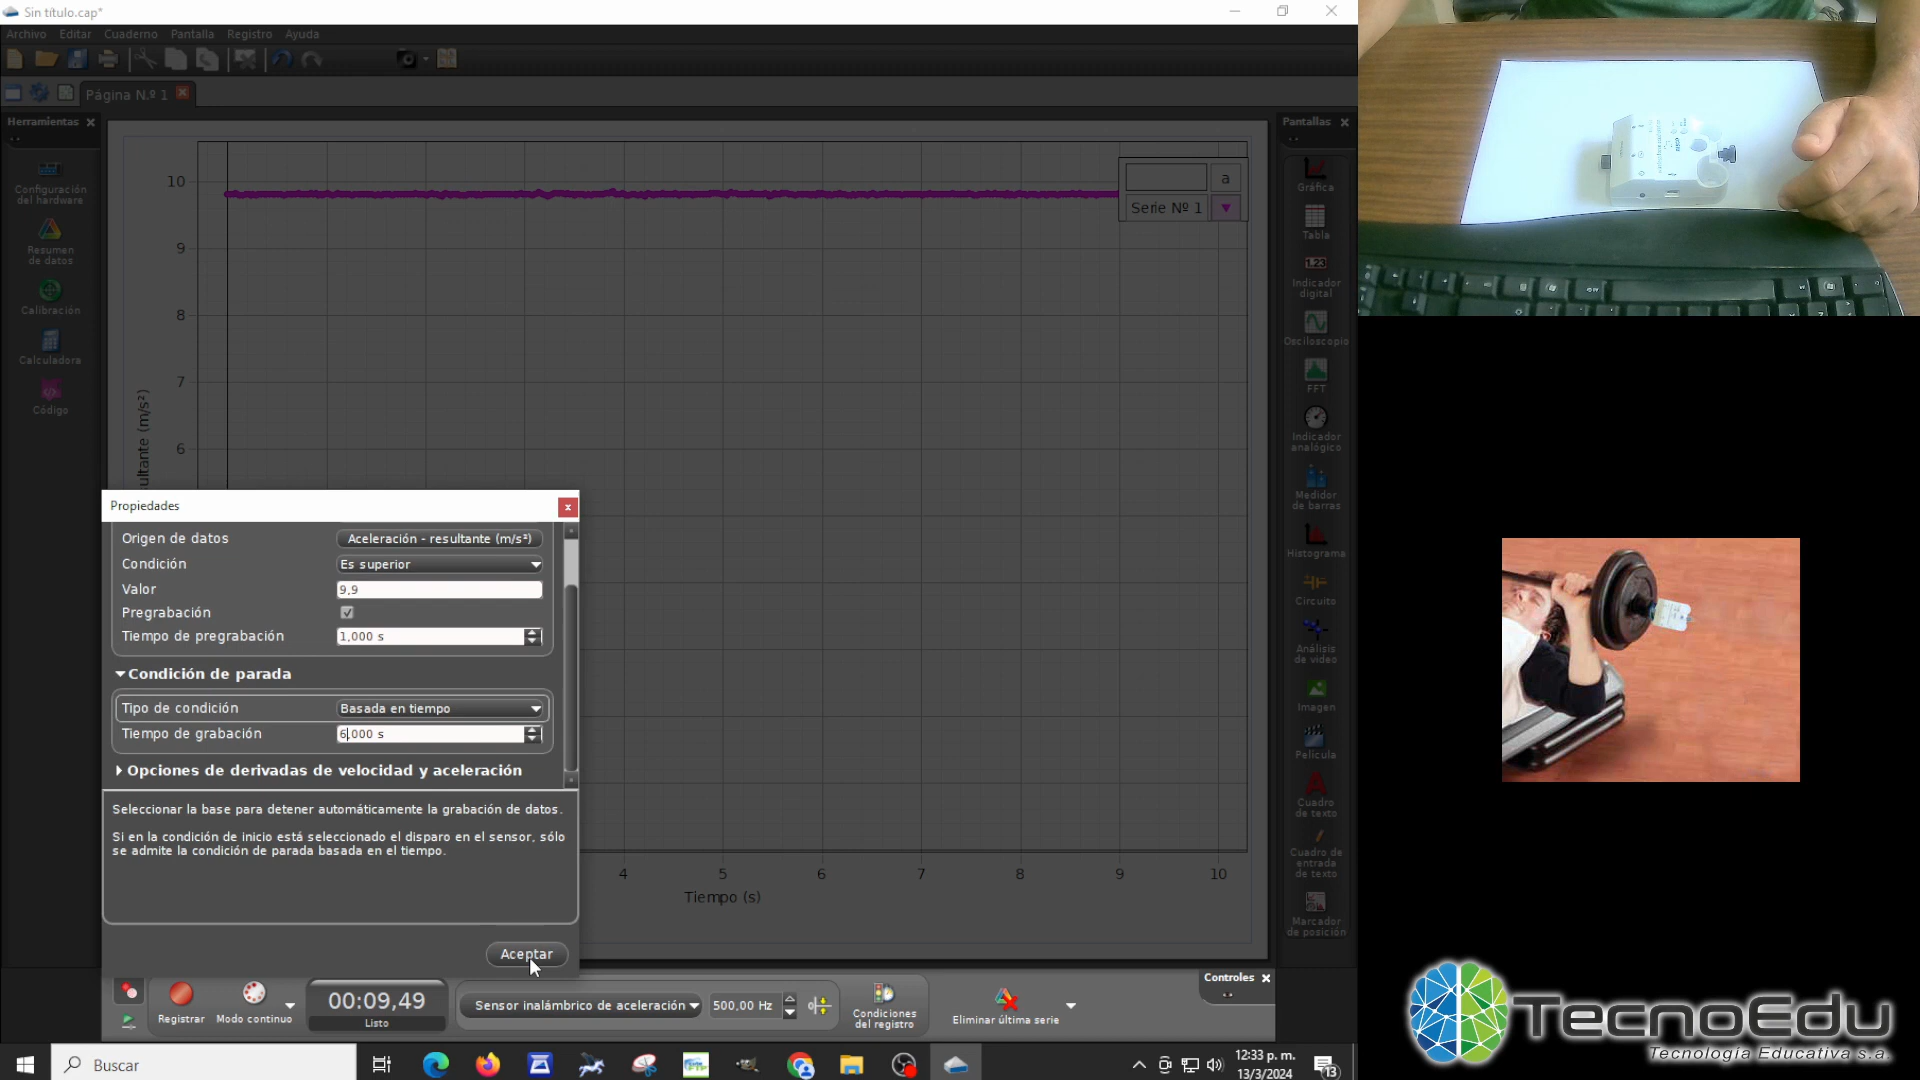 Sin título.cap*
Archivo Editar Cuaderno Pantalla Registro Ayuda
Página N.º 1
Herramientas
Configuración
del hardware
Resumen
de datos
Calibración
Calculadora
Código
10
9
8
7
6
a
Serie Nº 1
ultante (m/s²)
4 5 6 7 8 9 10
Tiempo (s)
Pantallas
Gráfica
Tabla
1.23
Indicador
digital
Osciloscopio
FFT
Indicador
analógico
Medidor
de barras
Histograma
Circuito
Análisis
de vídeo
Imagen
Película
Cuadro
de texto
Cuadro de
entrada
de texto
Marcador
de posición
Propiedades
Origen de datos Aceleración - resultante (m/s²)
Condición Es superior
Valor 9,9
Pregrabación
Tiempo de pregrabación 1,000 s
Condición de parada
Tipo de condición Basada en tiempo
Tiempo de grabación 6,000 s
Opciones de derivadas de velocidad y aceleración
Seleccionar la base para detener automáticamente la grabación de datos.
Si en la condición de inicio está seleccionado el disparo en el sensor, sólo
se admite la condición de parada basada en el tiempo.
Aceptar
Registrar
Modo continuo
00:09,49
Listo
Sensor inalámbrico de aceleración
500,00 Hz
Condiciones
del registro
Eliminar última serie
Controles
Buscar
12:33 p. m.
13/3/2024
13
TecnoEdu
Tecnología Educativa s.a.